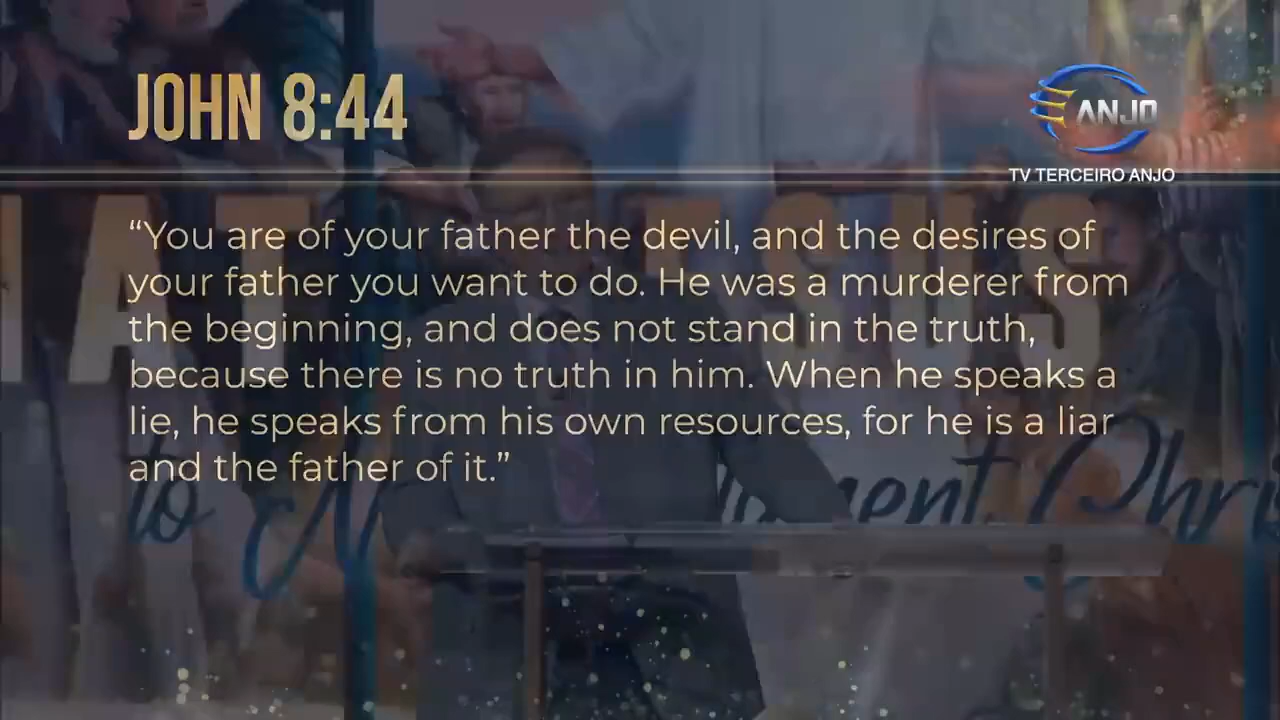 JOHN 8:44
ANJO
TV TERCEIRO ANJO
“You are of your father the devil, and the desires of
your father you want to do. He was a murderer from
the beginning, and does not stand in the truth,
because there is no truth in him. When he speaks a
lie, he speaks from his own resources, for he is a liar
and the father of it.”
to